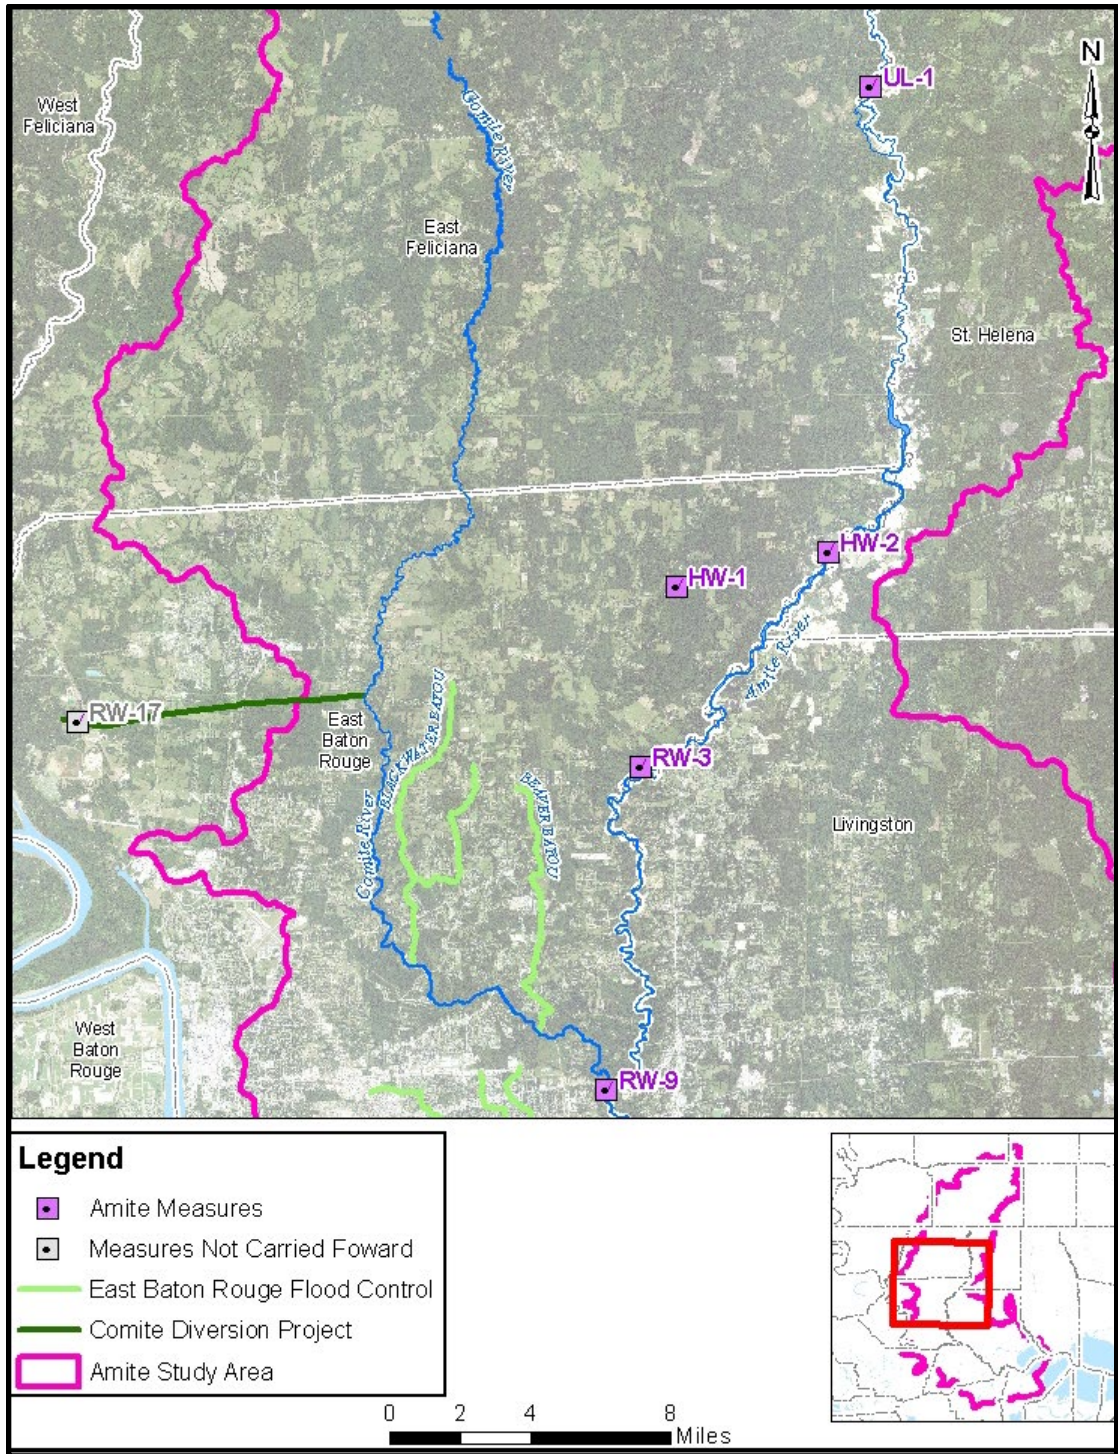 N
UL-1
West
Feliciana
Comite River
East
Feliciana
St. Helena
HW-2
HW-1
Amite River
RW-17
East
Baton
Rouge
BLACKWATER BAYOU
RW-3
BEAVER BAYOU
Comite River
Livingston
West
Baton
Rouge
RW-9
Legend
Amite Measures
Measures Not Carried Foward
East Baton Rouge Flood Control
Comite Diversion Project
Amite Study Area
0 2 4 8
Miles